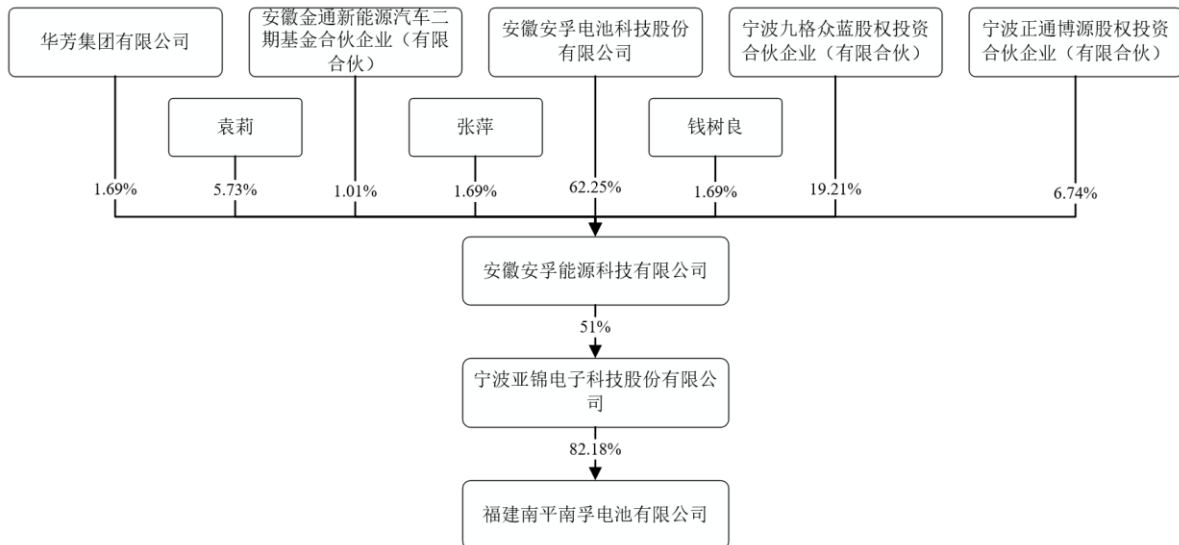 华芳集团有限公司
安徽金通新能源汽车二
期基金合伙企业（有限
合伙）
安徽安孚电池科技股份
有限公司
宁波九格众蓝股权投资
合伙企业（有限合伙）
宁波正通博源股权投资
合伙企业（有限合伙）
袁莉
张萍
钱树良
1.69%
5.73%
1.01%
1.69%
62.25%
1.69%
19.21%
6.74%
安徽安孚能源科技有限公司
51%
宁波亚锦电子科技股份有限公
司
82.18%
福建南平南孚电池有限公司